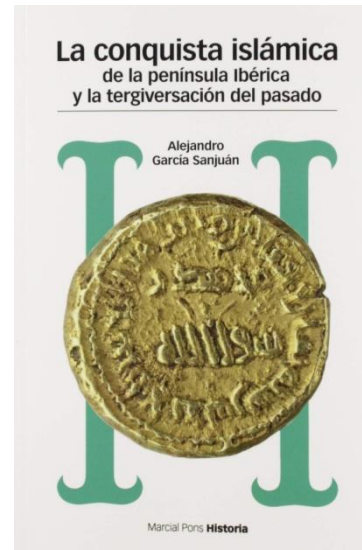 La conquista islámica
de la península Ibérica
y la tergiversación del pasado
Alejandro
García Sanjuán
Marcial Pons Historia